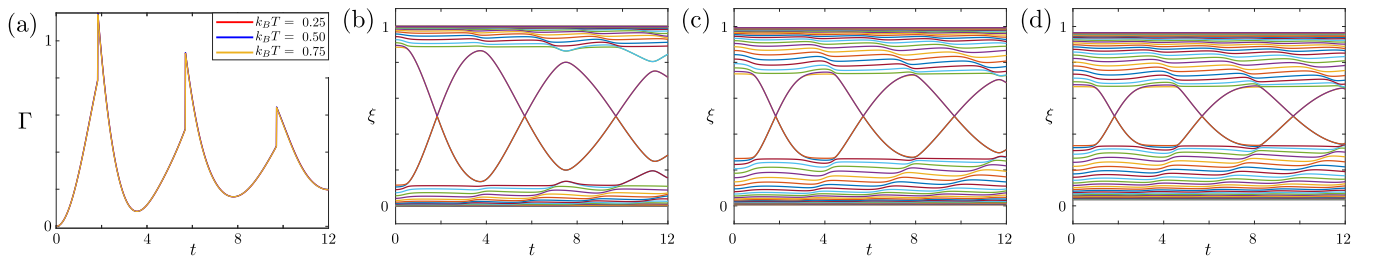 (a)
1
Γ
0
0 4 8 12
t
k_BT = 0.25
k_BT = 0.50
k_BT = 0.75
(b)
1
ξ
0
0 4 8 12
t
(c)
1
ξ
0
0 4 8 12
t
(d)
1
ξ
0
0 4 8 12
t